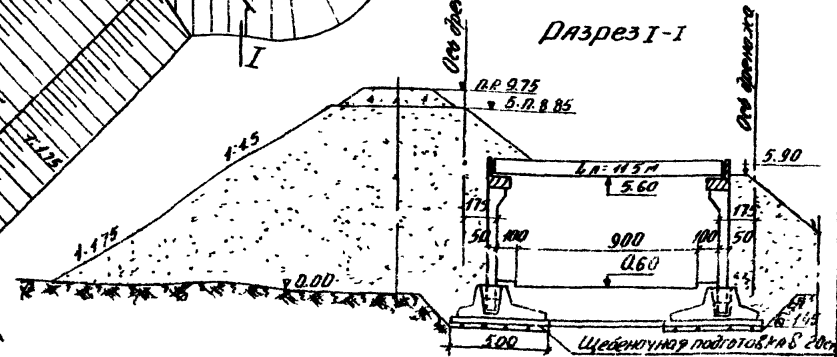 Разрез I-I
I
Ось дренажа
п.р. 9.75
Б.П. 8.85
1:1.5
1:1.75
1:1.75
Lп = 11.5 м
5.60
5.90
175
175
50
100
900
100
50
0.60
0.00
500
Щебеночная подготовка δ 20см